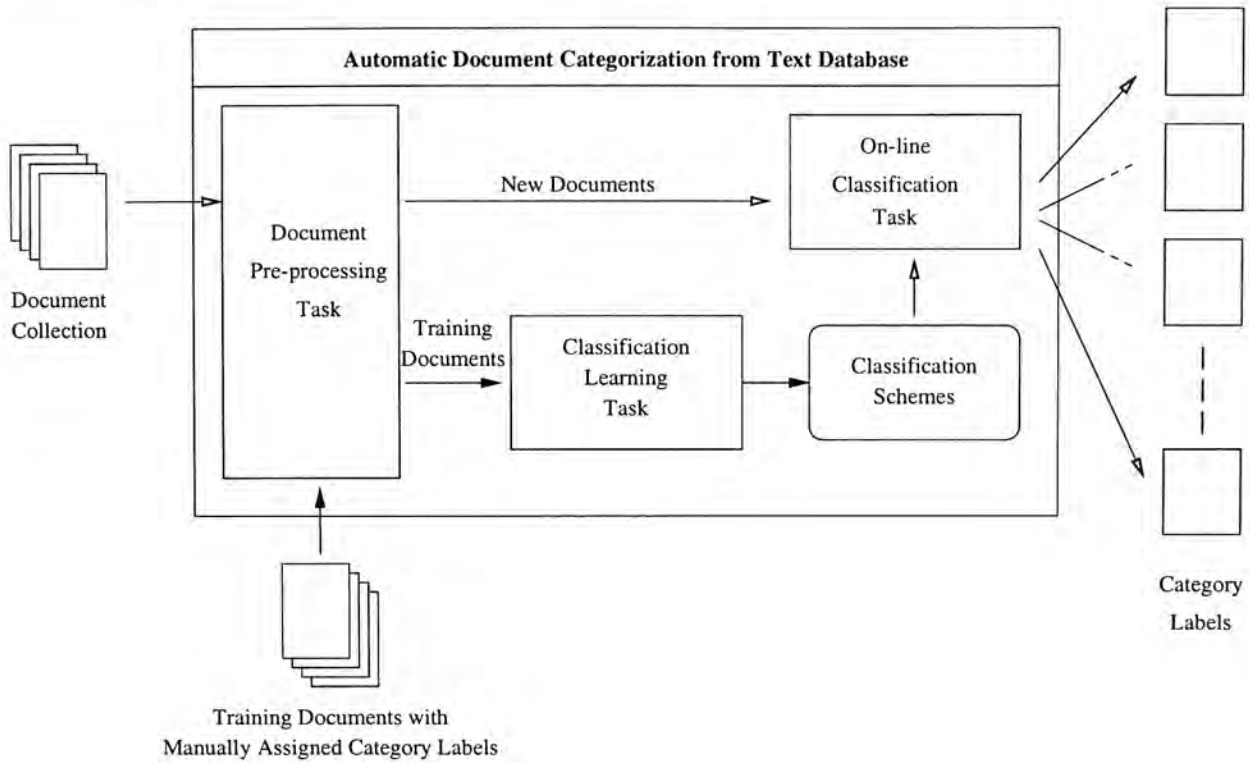 Automatic Document Categorization from Text Database
Document
Collection
Document
Pre-processing
Task
New Documents
Training
Documents
Classification
Learning
Task
On-line
Classification
Task
Classification
Schemes
Category
Labels
Training Documents with
Manually Assigned Category Labels